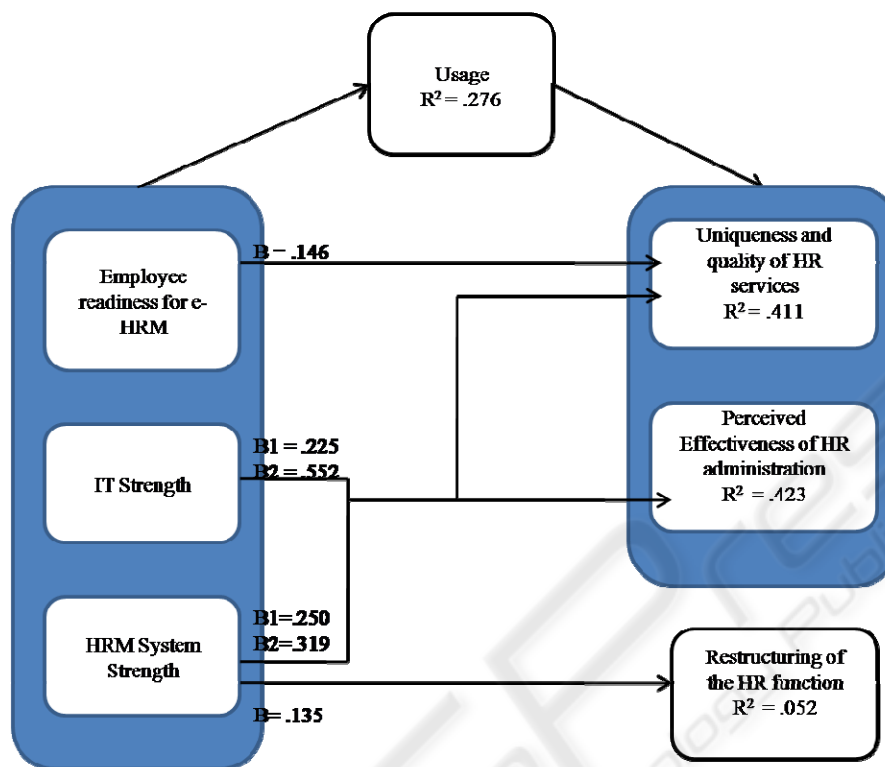 Usage
R² = .276
Employee
readiness for e-
HRM
B = .146
Uniqueness and
quality of HR
services
R² = .411
IT Strength
B1 = .225
B2 = .552
Perceived
Effectiveness of HR
administration
R² = .423
HRM System
Strength
B1=.250
B2=.319
B=.135
Restructuring of
the HR function
R² = .052